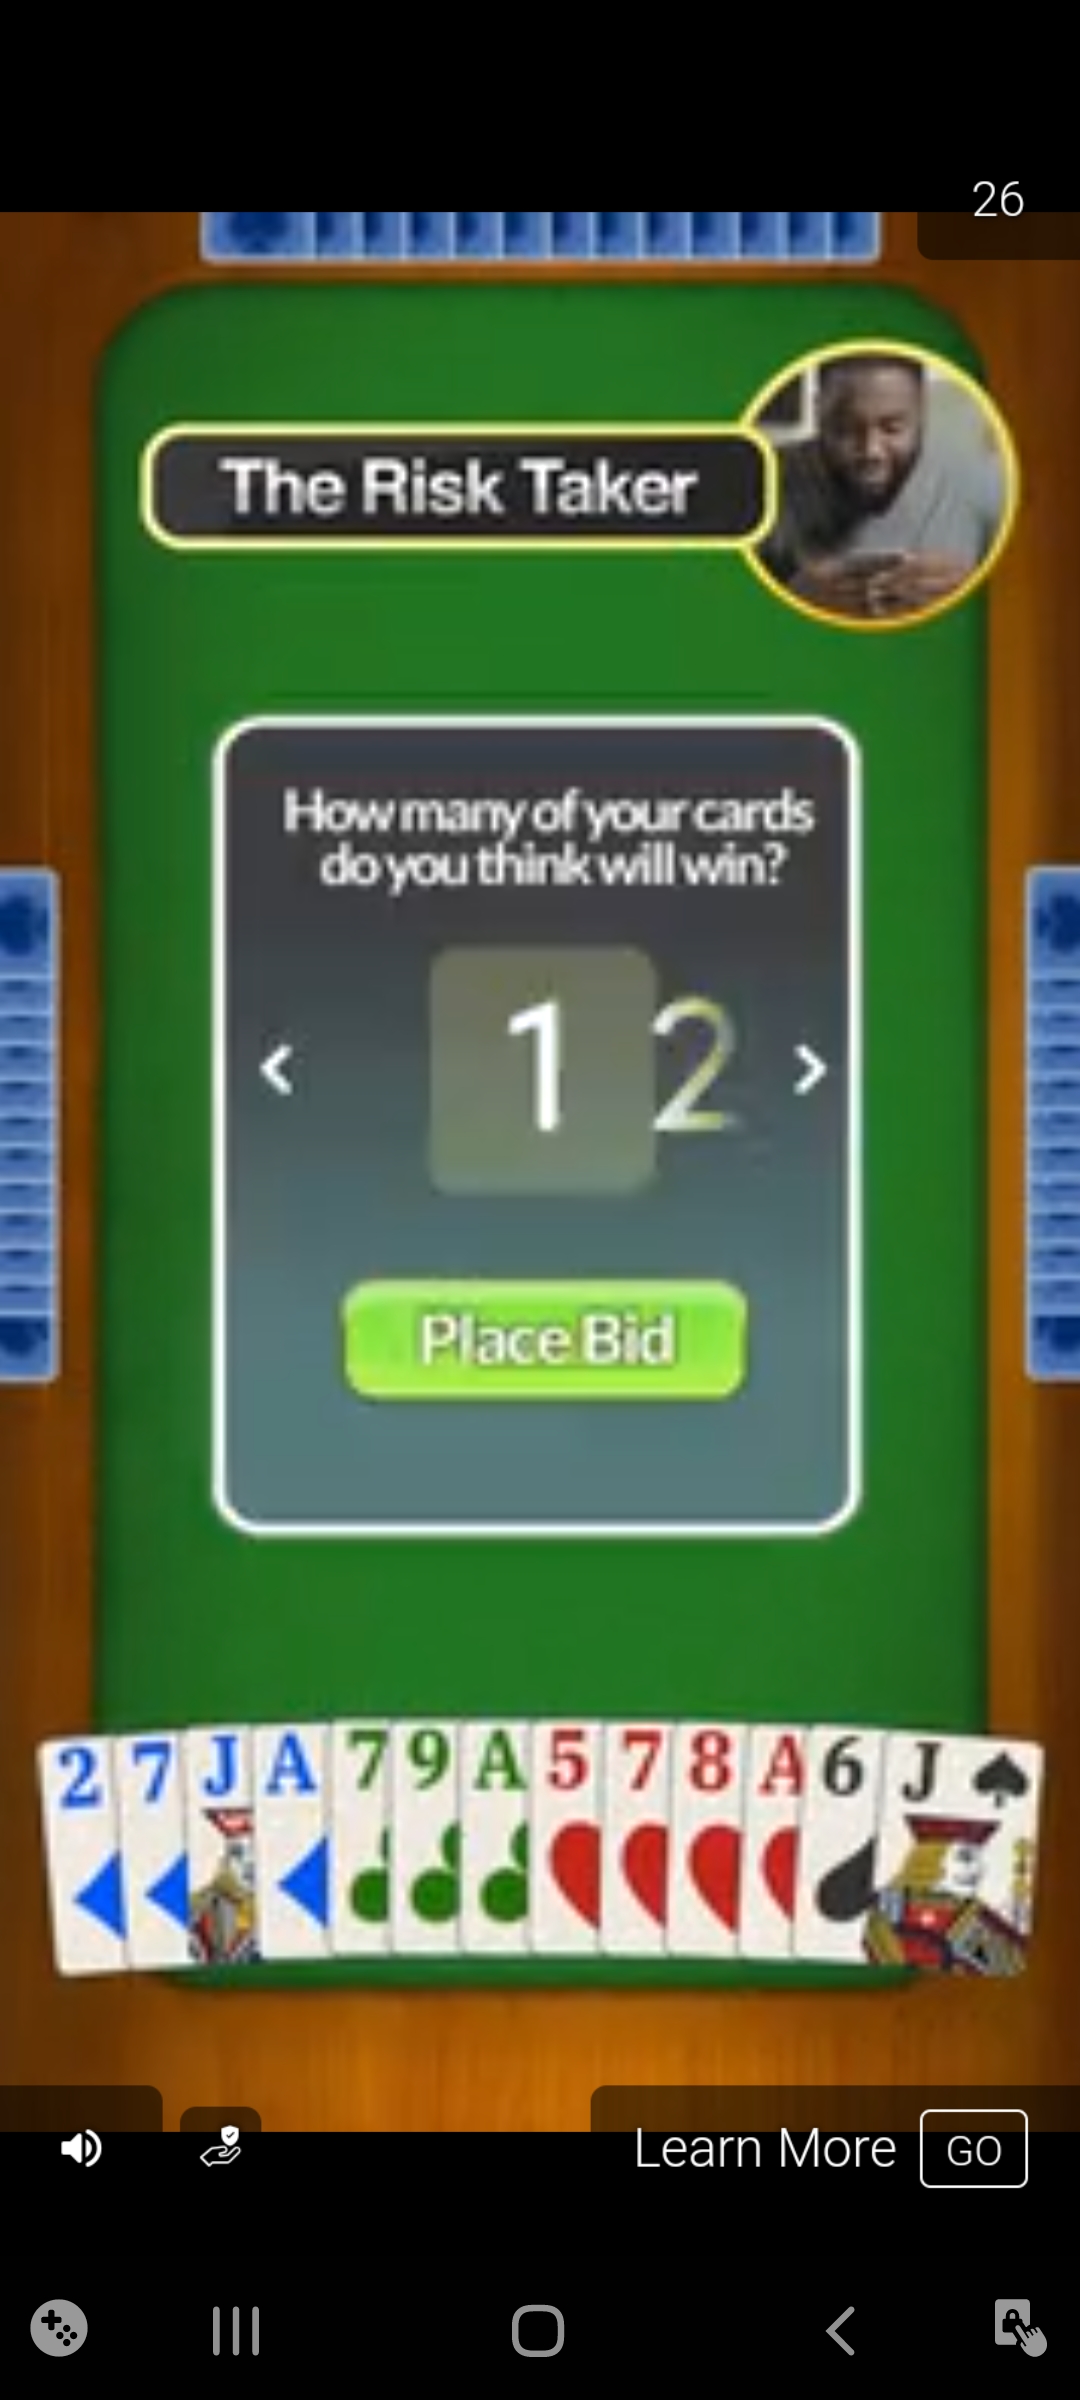 26
The Risk Taker
How many of your cards
do you think will win?
1 2
Place Bid
2 7 J A 7 9 A 5 7 8 A 6 J
Learn More GO